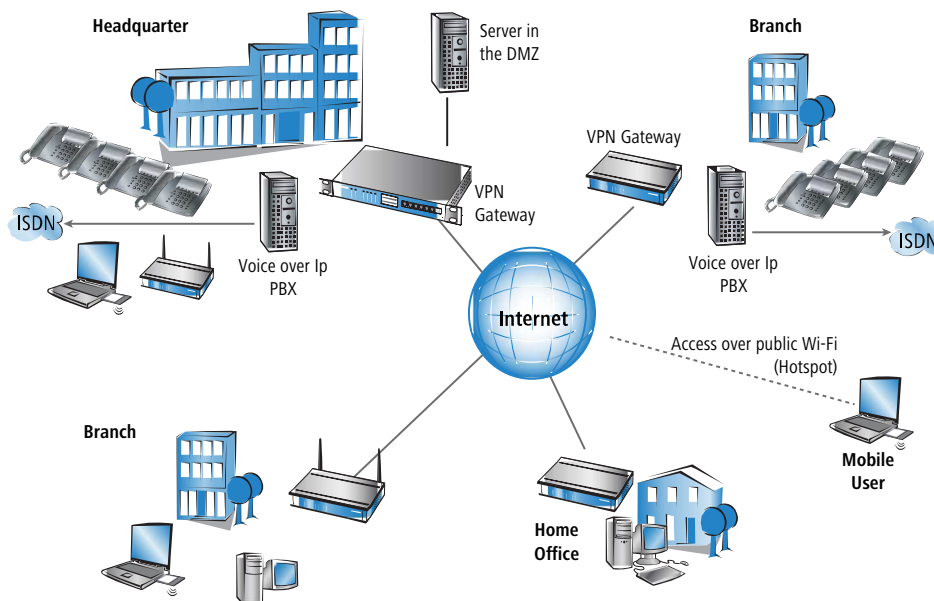 Headquarter
Server in
the DMZ
Branch
VPN Gateway
VPN
Gateway
ISDN
Voice over Ip
PBX
Voice over Ip
PBX
ISDN
Internet
Access over public Wi-Fi
(Hotspot)
Branch
Mobile
User
Home
Office